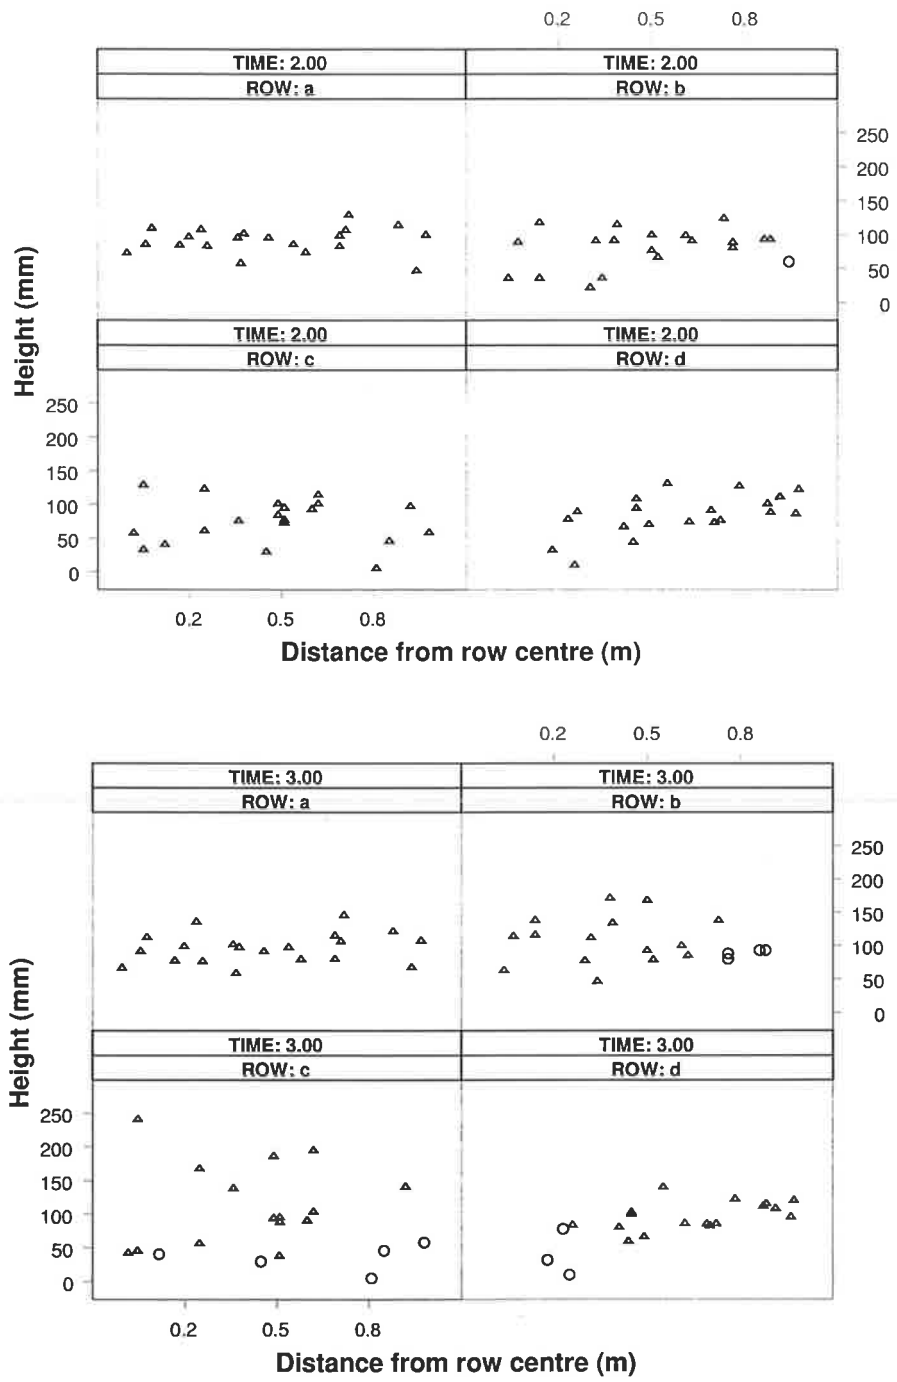 0.2 0.5 0.8
TIME: 2.00 TIME: 2.00
ROW: a ROW: b
250
200
150
100
50
0
Height (mm)
TIME: 2.00 TIME: 2.00
ROW: c ROW: d
250
200
150
100
50
0
0.2 0.5 0.8
Distance from row centre (m)
0.2 0.5 0.8
TIME: 3.00 TIME: 3.00
ROW: a ROW: b
250
200
150
100
50
0
Height (mm)
TIME: 3.00 TIME: 3.00
ROW: c ROW: d
250
200
150
100
50
0
0.2 0.5 0.8
Distance from row centre (m)